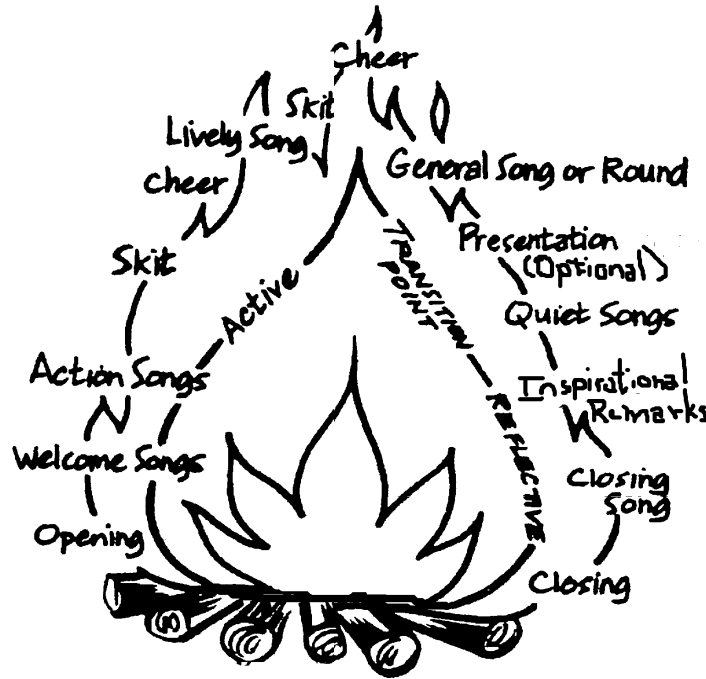 Cheer
Skit
Lively Song
Cheer
General Song or Round
Skit
Presentation
(Optional)
Active
TRANSITION
POINT
Quiet Songs
Action Songs
Inspirational
Remarks
REFLECTIVE
Welcome Songs
Closing
Song
Opening
Closing